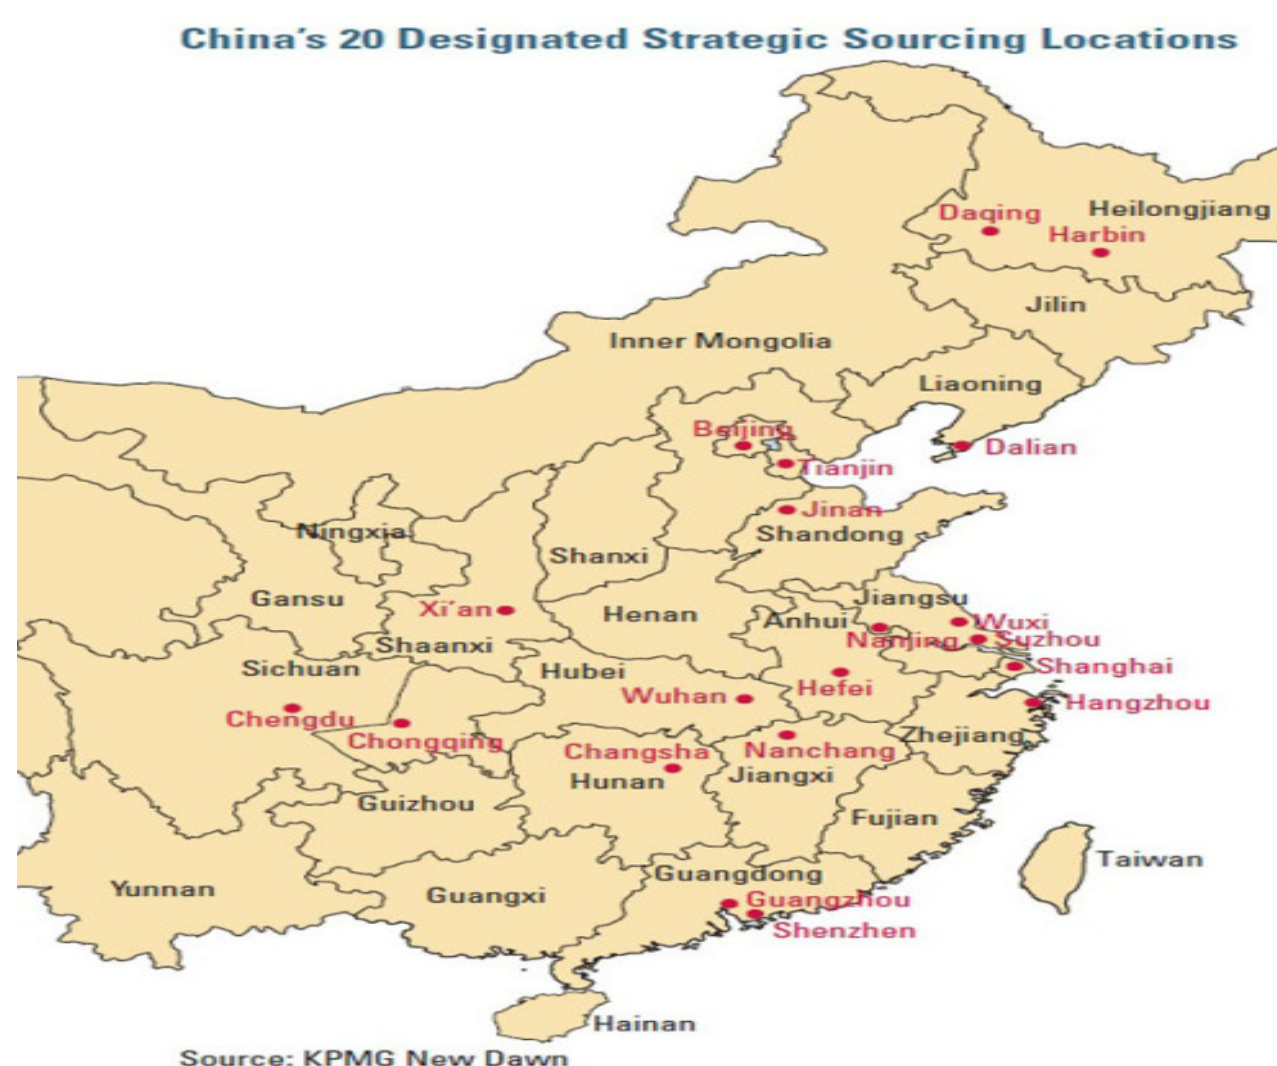 China's 20 Designated Strategic Sourcing Locations
Daqing
Heilongjiang
Harbin
Jilin
Inner Mongolia
Liaoning
Beijing
Dalian
Tianjin
Jinan
Ningxia
Shandong
Shanxi
Gansu
Xi'an
Henan
Jiangsu
Anhui
Wuxi
Shaanxi
Nanjing
Suzhou
Sichuan
Hubei
Shanghai
Wuhan
Hefei
Hangzhou
Chengdu
Chongqing
Changsha
Nanchang
Zhejiang
Hunan
Jiangxi
Guizhou
Fujian
Taiwan
Yunnan
Guangxi
Guangdong
Guangzhou
Shenzhen
Hainan
Source: KPMG New Dawn